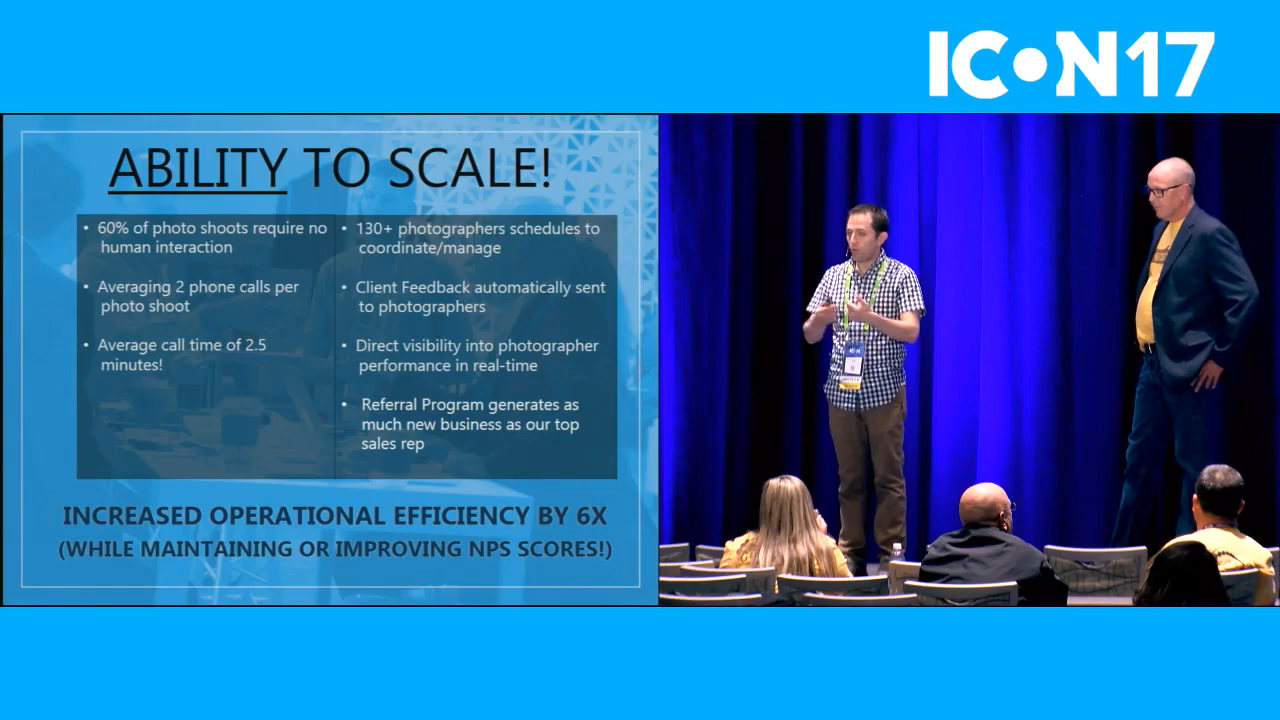 ICON17
ABILITY TO SCALE!
• 60% of photo shoots require no
human interaction
• Averaging 2 phone calls per
photo shoot
• Average call time of 2.5
minutes!
• 130+ photographers schedules to
coordinate/manage
• Client Feedback automatically sent
to photographers
• Direct visibility into photographer
performance in real-time
• Referral Program generates as
much new business as our top
sales rep
INCREASED OPERATIONAL EFFICIENCY BY 6X
(WHILE MAINTAINING OR IMPROVING NPS SCORES!)